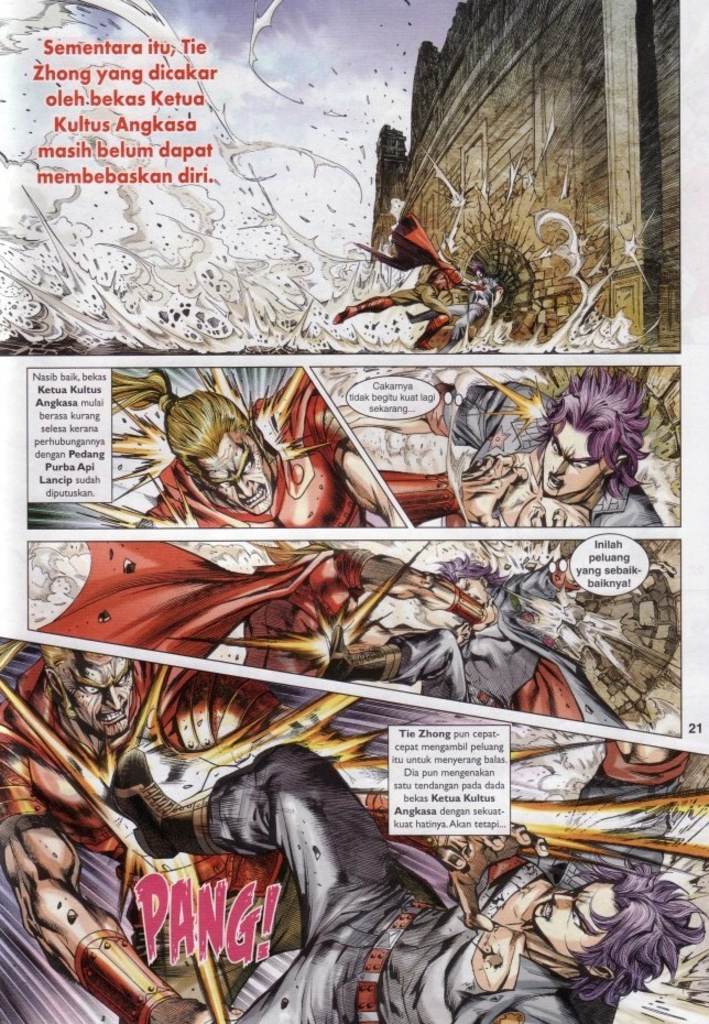 Sementara itu, Tie
Zhong yang dicakar
oleh bekas Ketua
Kultus Angkasa
masih belum dapat
membebaskan diri.
Nasib baik, bekas
Ketua Kultus
Angkasa mulai
berasa kurang
selesa kerana
perhubungannya
dengan Pedang
Purba Api
Lancip sudah
diputuskan.
Cakarnya
tidak begitu kuat lagi
sekarang...
Inilah
peluang
yang sebaik-
baiknya!
21
Tie Zhong pun cepat-
cepat mengambil peluang
itu untuk menyerang balas.
Dia pun mengenakan
satu tendangan pada dada
bekas Ketua Kultus
Angkasa dengan sekuat-
kuat hatinya. Akan tetapi...
PANG!